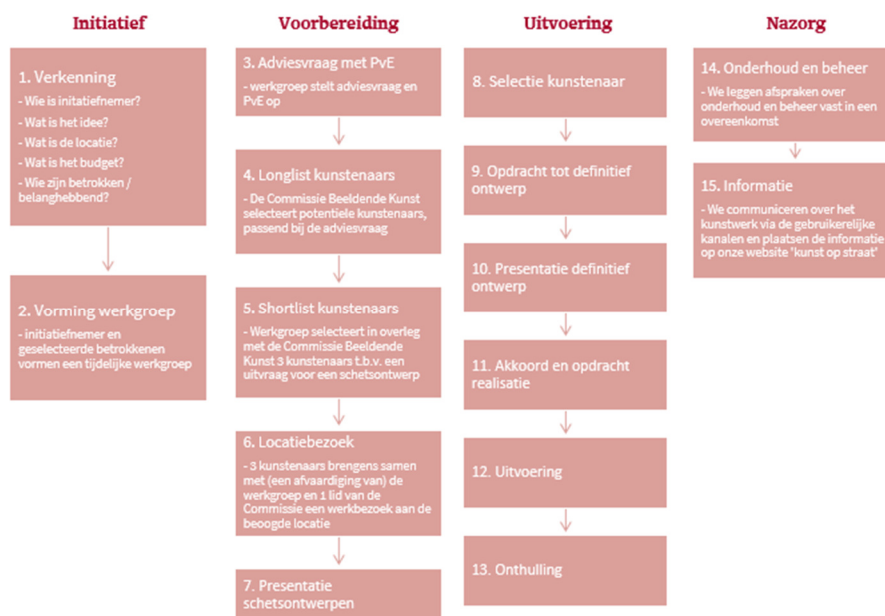 Initiatief
1. Verkenning
- Wie is initatiefnemer?
- Wat is het idee?
- Wat is de locatie?
- Wat is het budget?
- Wie zijn betrokken /
belanghebbend?
2. Vorming werkgroep
- initiatiefnemer en
geselecteerde betrokkenen
vormen een tijdelijke werkgroep
Voorbereiding
3. Adviesvraag met PvE
- werkgroep stelt adviesvraag en
PvE op
4. Longlist kunstenaars
- De Commissie Beeldende Kunst
selecteert potentiele kunstenaars,
passend bij de adviesvraag
5. Shortlist kunstenaars
- Werkgroep selecteert in overleg
met de Commissie Beeldende
Kunst 3 kunstenaars t.b.v. een
uitvraag voor een schetsontwerp
6. Locatiebezoek
- 3 kunstenaars brengens samen
met (een afvaardiging van) de
werkgroep en 1 lid van de
Commissie een werkbezoek aan de
beoogde locatie
7. Presentatie
schetsontwerpen
Uitvoering
8. Selectie kunstenaar
9. Opdracht tot definitief
ontwerp
10. Presentatie definitief
ontwerp
11. Akkoord en opdracht
realisatie
12. Uitvoering
13. Onthulling
Nazorg
14. Onderhoud en beheer
- We leggen afspraken over
onderhoud en beheer vast in een
overeenkomst
15. Informatie
- We communiceren over het
kunstwerk via de gebruikerelijke
kanalen en plaatsen de informatie
op onze website 'kunst op straat'